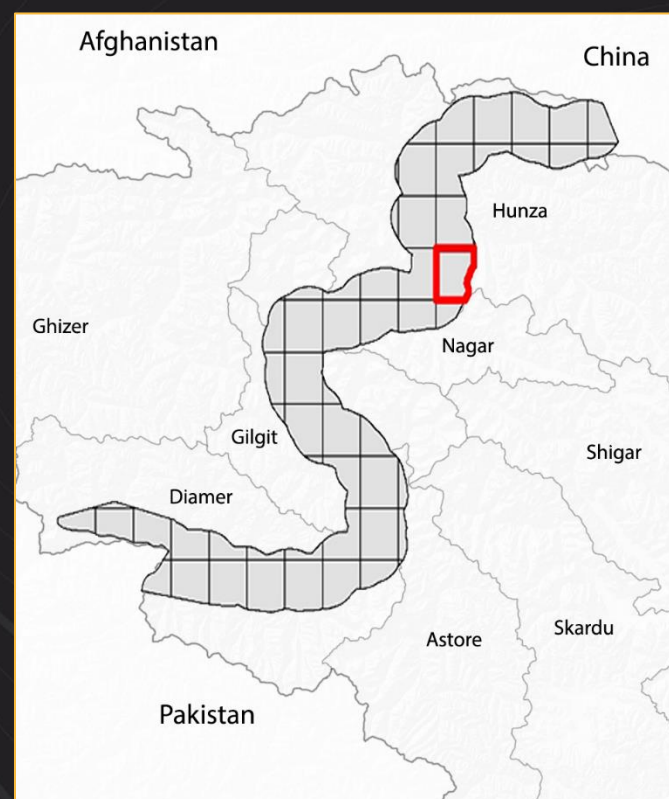 Afghanistan
China
Hunza
Ghizer
Nagar
Gilgit
Shigar
Diamer
Skardu
Astore
Pakistan